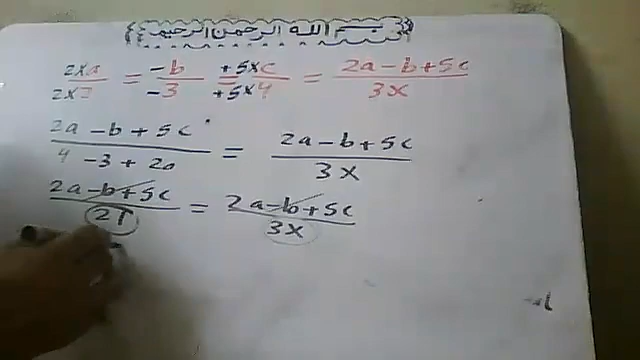 بسم الله الرحمن الرحيم
2×a/2×2 = -b/-3 = +5×c/+5×4 = 2a-b+5c/3x
2a-b+5c/4-3+20 = 2a-b+5c/3x
2a-b+5c/21 = 2a-b+5c/3x